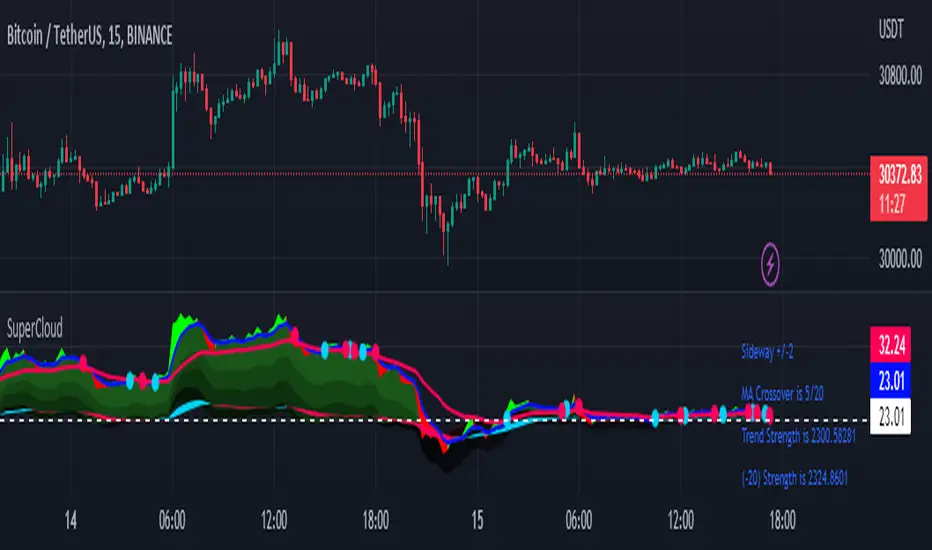 Bitcoin / TetherUS, 15, BINANCE
USDT
30800.00
30372.83
11:27
30000.00
SuperCloud
32.24
Sideway +/-2
23.01
MA Crossover is 5/20
23.01
Trend Strength is 2300.58281
(-20) Strength is 2324.8601
14
06:00
12:00
18:00
15
06:00
12:00
18:00